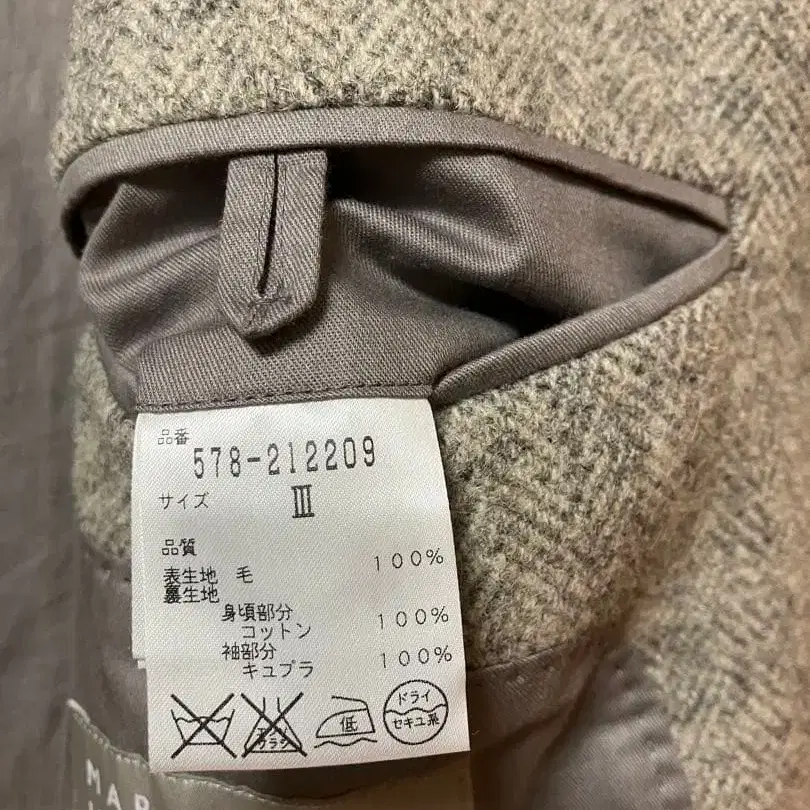 品番
578-212209
サイズ
III
品質
表生地 毛 100%
裏生地
身頃部分
コットン 100%
袖部分
キュプラ 100%
低
ドライ
セキユ系
MAR